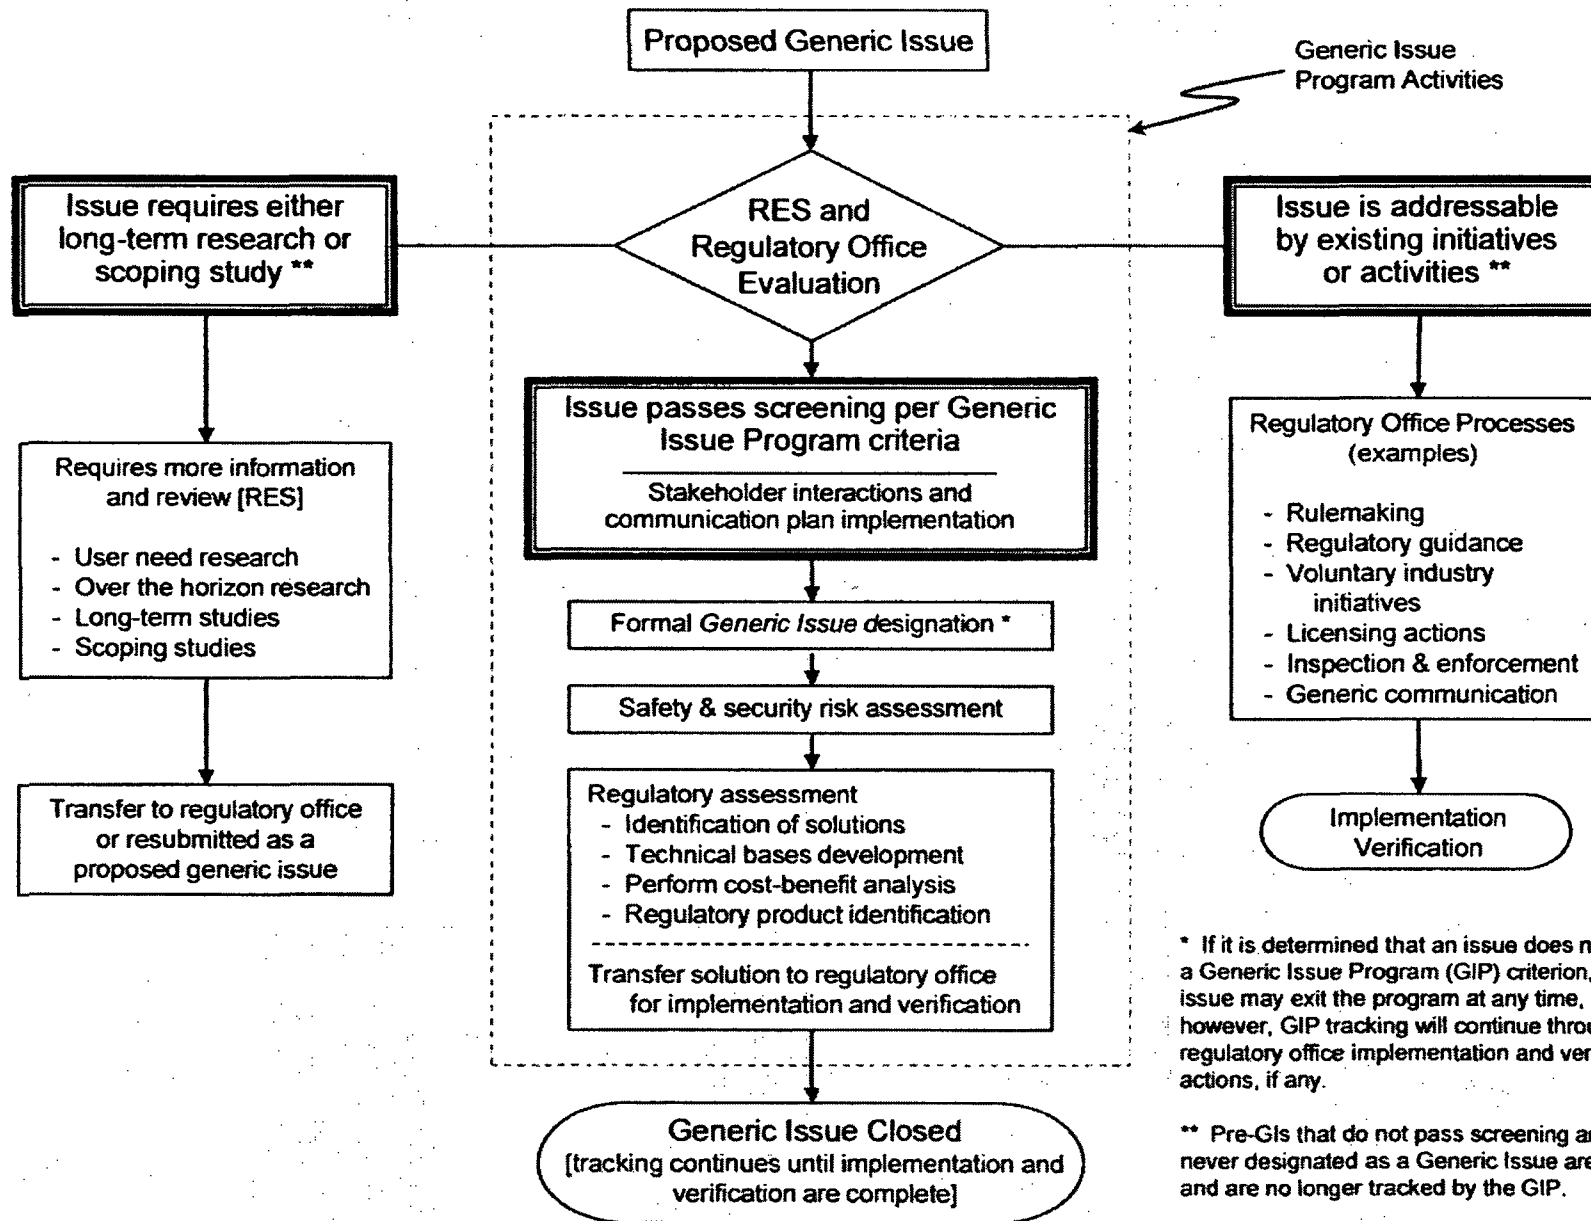 Proposed Generic Issue
Generic Issue
Program Activities
RES and
Regulatory Office
Evaluation
Issue requires either
long-term research or
scoping study **
Issue is addressable
by existing initiatives
or activities **
Issue passes screening per Generic
Issue Program criteria
Stakeholder interactions and
communication plan implementation
Requires more information
and review [RES]
- User need research
- Over the horizon research
- Long-term studies
- Scoping studies
Transfer to regulatory office
or resubmitted as a
proposed generic issue
Formal Generic Issue designation *
Safety & security risk assessment
Regulatory assessment
- Identification of solutions
- Technical bases development
- Perform cost-benefit analysis
- Regulatory product identification
Transfer solution to regulatory office
for implementation and verification
Generic Issue Closed
[tracking continues until implementation and
verification are complete]
Regulatory Office Processes
(examples)
- Rulemaking
- Regulatory guidance
- Voluntary industry
initiatives
- Licensing actions
- Inspection & enforcement
- Generic communication
Implementation
Verification
* If it is determined that an issue does
a Generic Issue Program (GIP) criterion,
issue may exit the program at any time,
however, GIP tracking will continue
regulatory office implementation and
actions, if any.
** Pre-GIs that do not pass screening
never designated as a Generic Issue are
and are no longer tracked by the GIP.